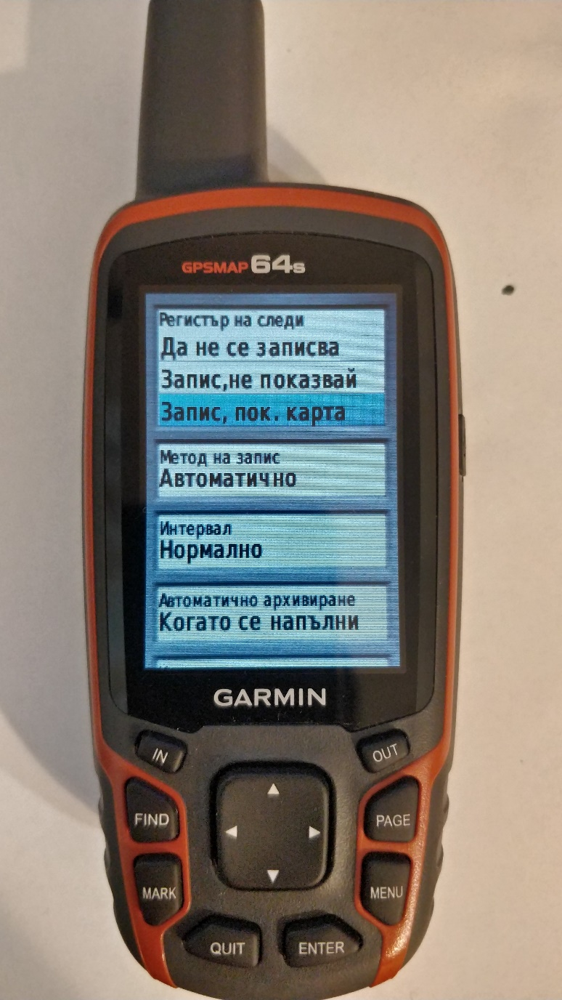 GPSMAP 64s
Регистър на следи
Да не се записва
Запис,не показвай
Запис, пок. карта
Метод на запис
Автоматично
Интервал
Нормално
Автоматично архивиране
Когато се напълни
GARMIN
IN
OUT
FIND
PAGE
MARK
MENU
QUIT
ENTER